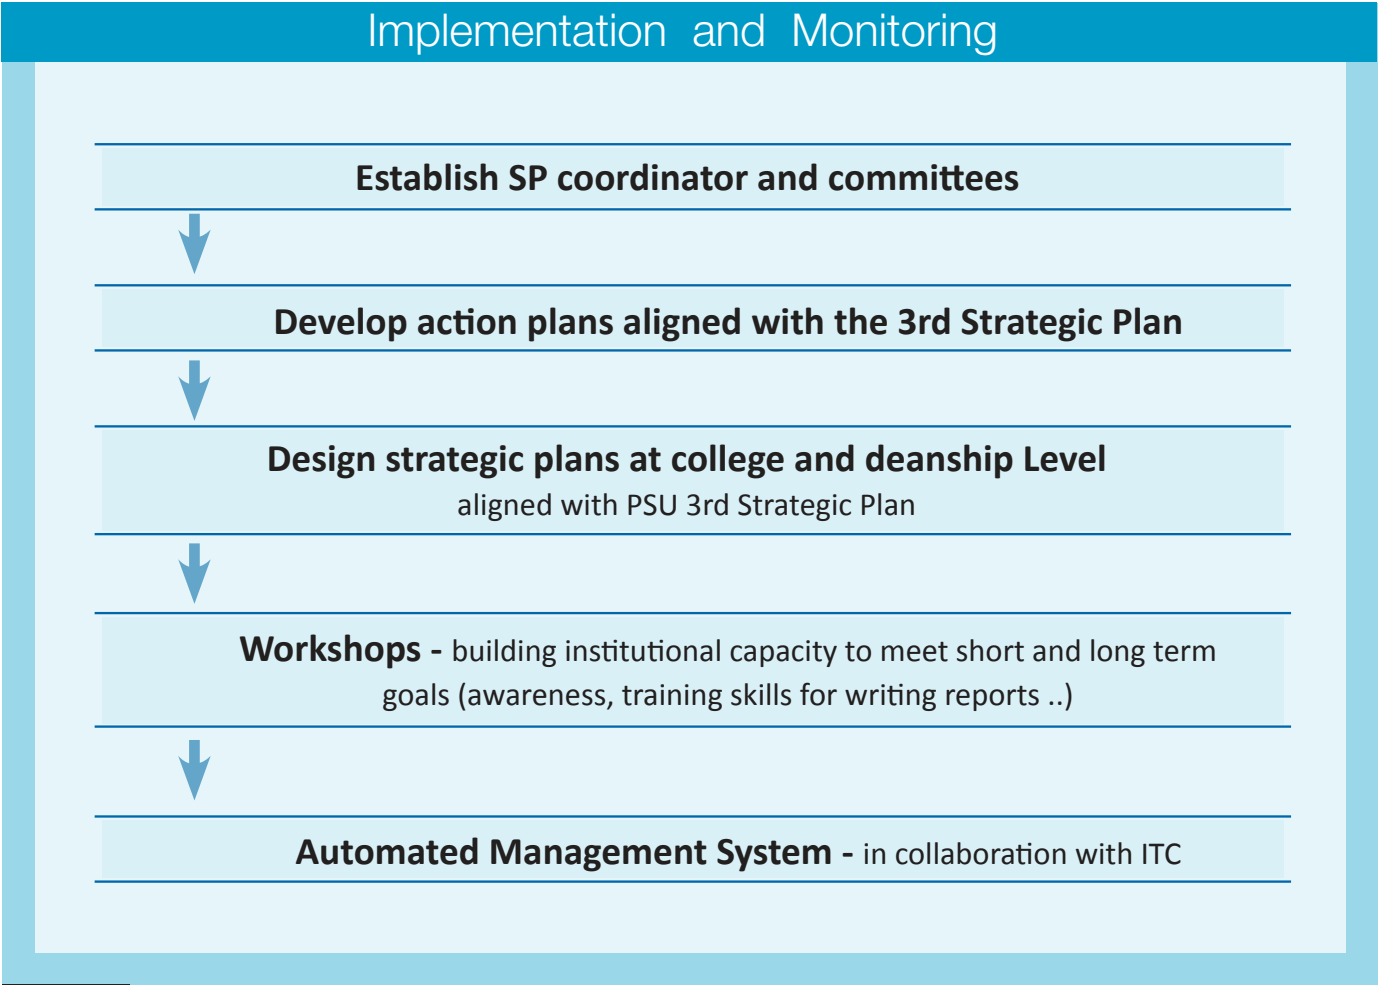 Implementation and Monitoring
Establish SP coordinator and committees
Develop action plans aligned with the 3rd Strategic Plan
Design strategic plans at college and deanship Level
aligned with PSU 3rd Strategic Plan
Workshops - building institutional capacity to meet short and long term
goals (awareness, training skills for writing reports ..)
Automated Management System - in collaboration with ITC